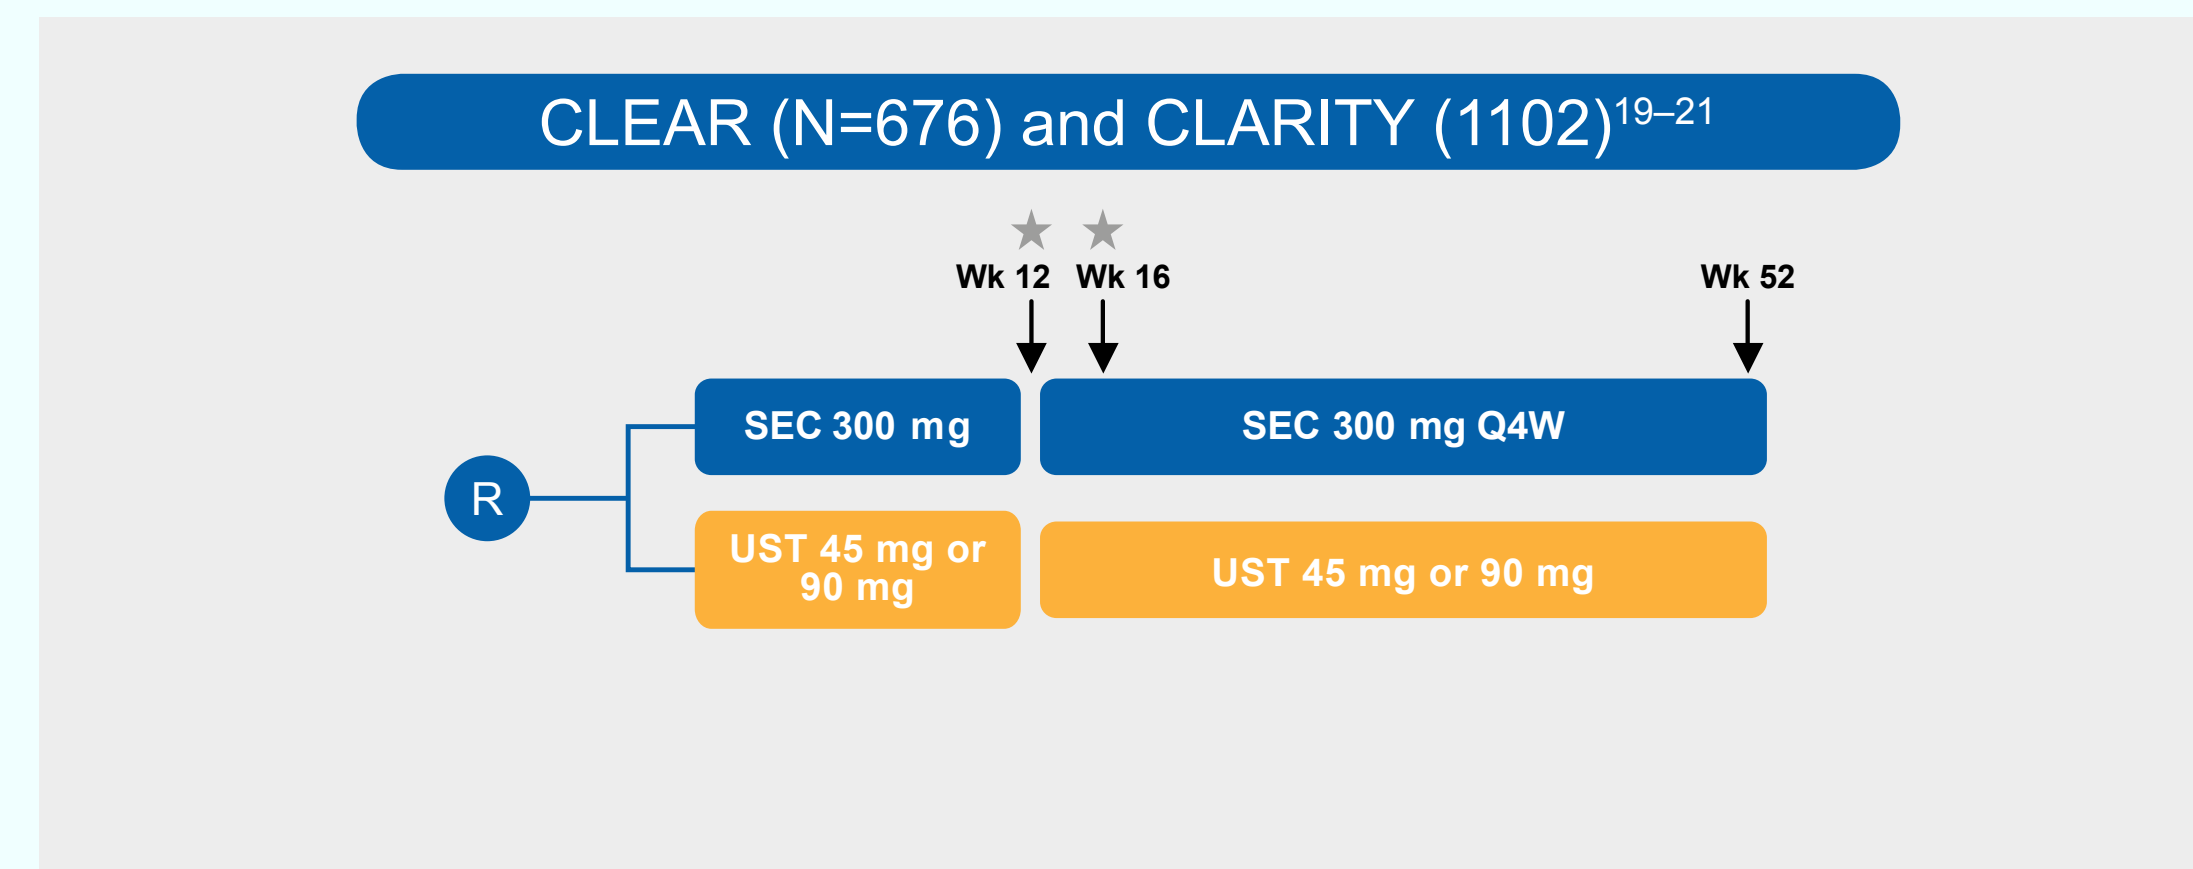 CLEAR (N=676) and CLARITY (1102)19–21
Wk 12 Wk 16 Wk 52
SEC 300 mg SEC 300 mg Q4W
R
UST 45 mg or
90 mg
UST 45 mg or 90 mg